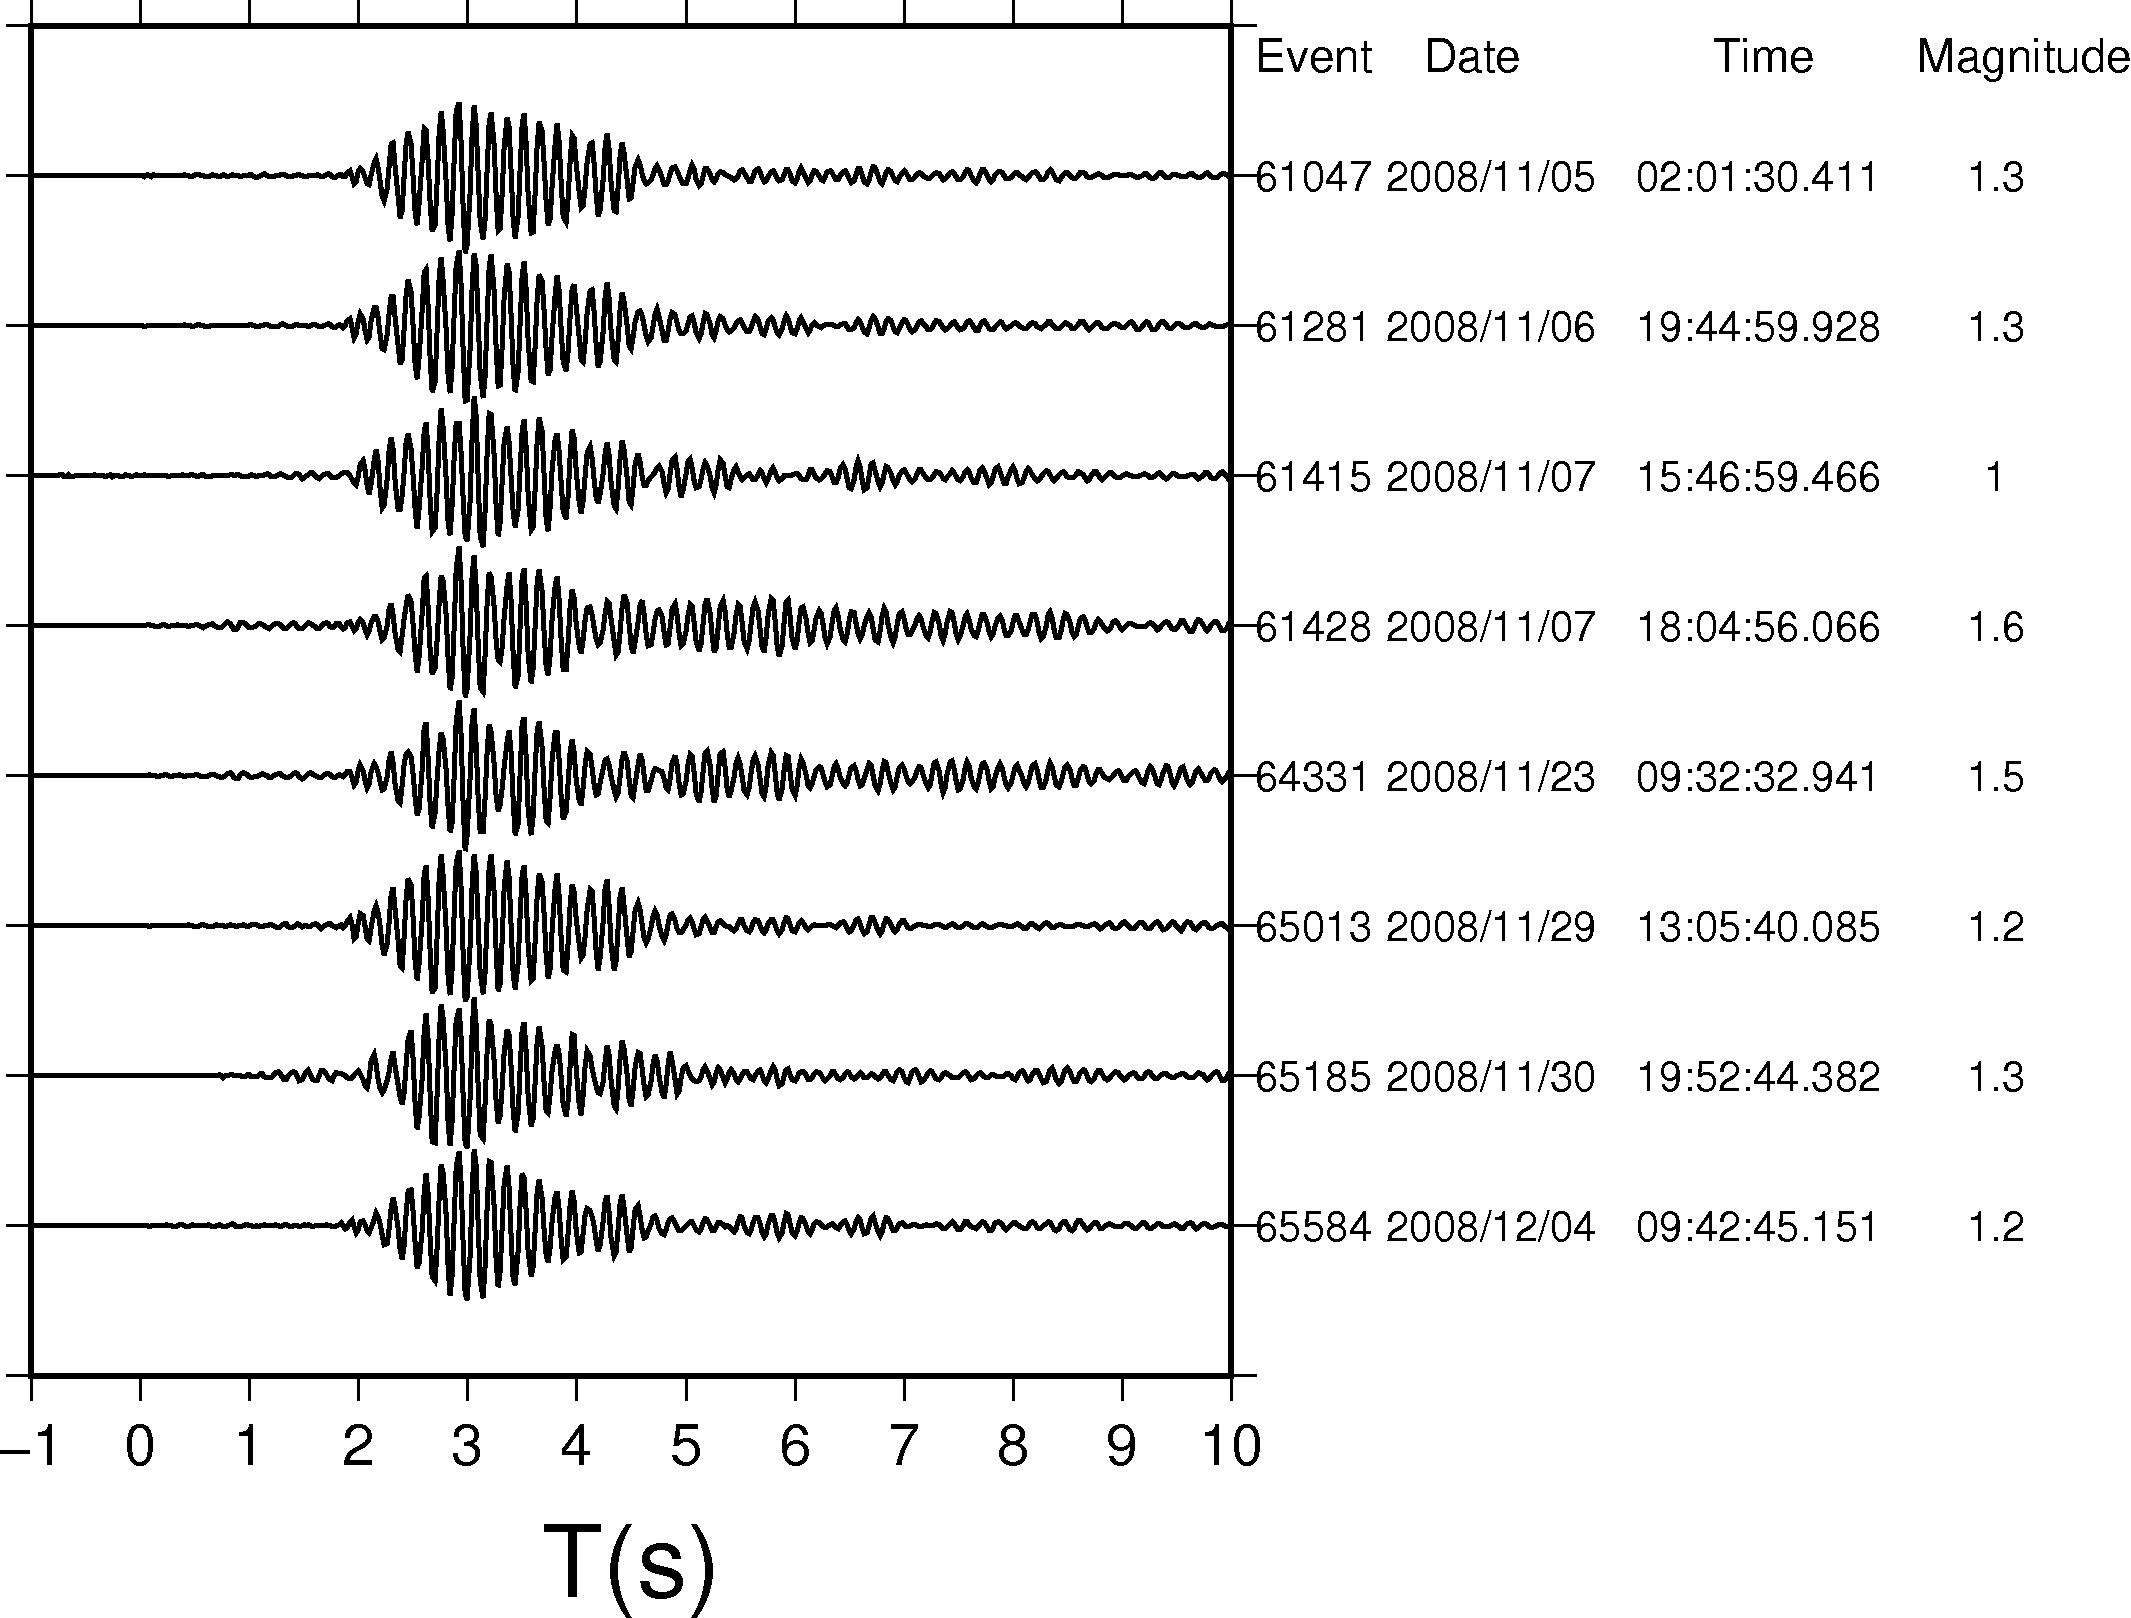 Event Date Time Magnitude
61047 2008/11/05 02:01:30.411 1.3
61281 2008/11/06 19:44:59.928 1.3
61415 2008/11/07 15:46:59.466 1
61428 2008/11/07 18:04:56.066 1.6
64331 2008/11/23 09:32:32.941 1.5
65013 2008/11/29 13:05:40.085 1.2
65185 2008/11/30 19:52:44.382 1.3
65584 2008/12/04 09:42:45.151 1.2
−1 0 1 2 3 4 5 6 7 8 9 10
T(s)